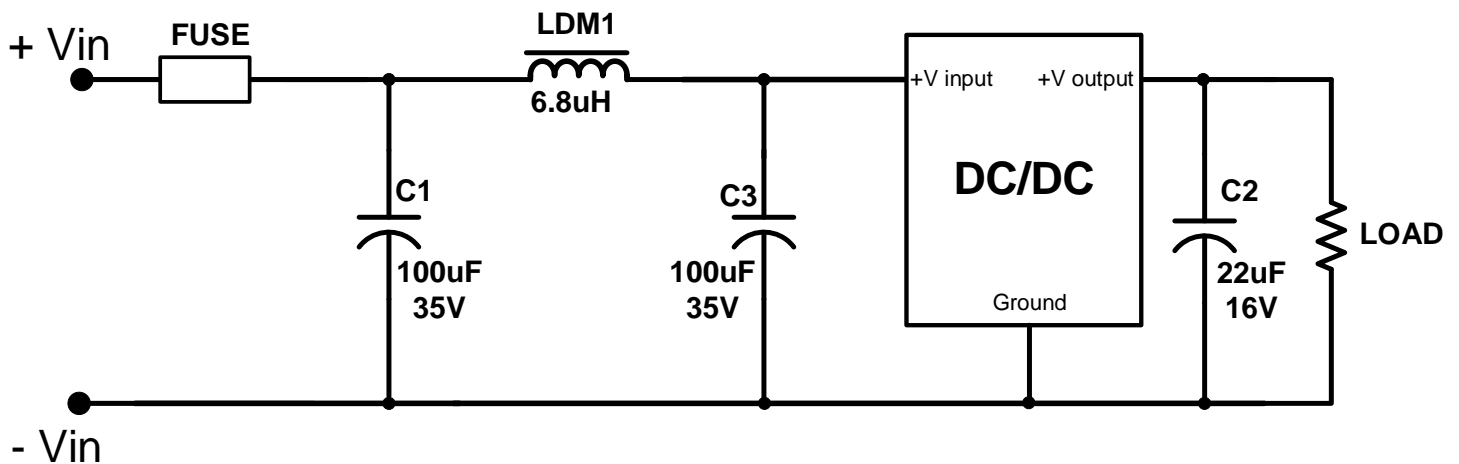 + Vin
FUSE
LDM1
6.8uH
C1
100uF
35V
C3
100uF
35V
+V input
+V output
DC/DC
Ground
C2
22uF
16V
LOAD
- Vin